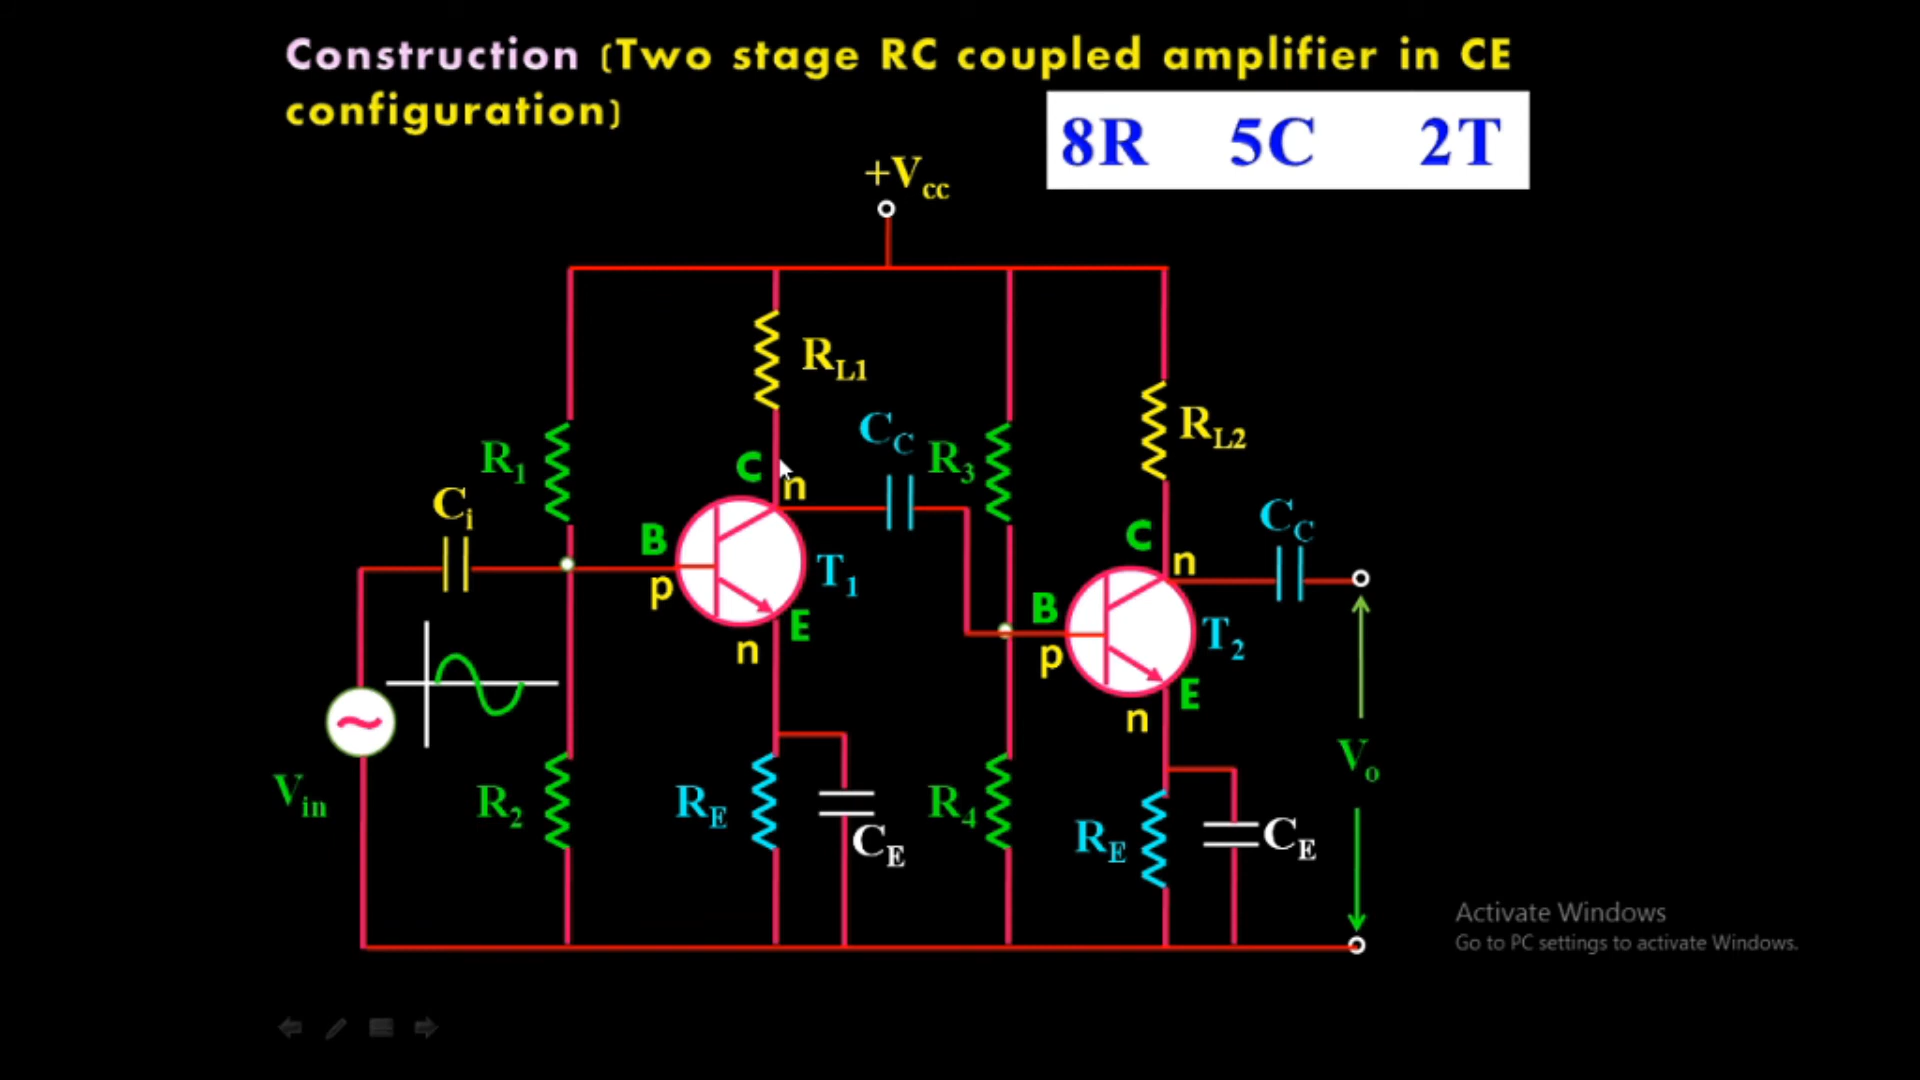 Construction (Two stage RC coupled amplifier in CE
configuration)
8R 5C 2T
+Vcc
RL1
RL2
CC
R3
R1
C
n
Ci
CC
B
C
n
T1
p
E
B
T2
n
p
E
n
Vo
Vin
R2
RE
CE
R4
RE
CE
Activate Windows
Go to PC settings to activate Windows.